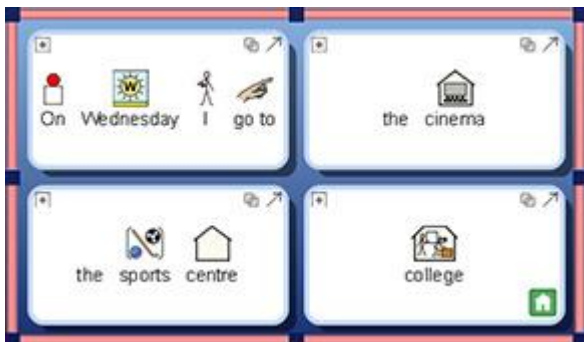 On Wednesday I go to
the cinema
the sports centre
college